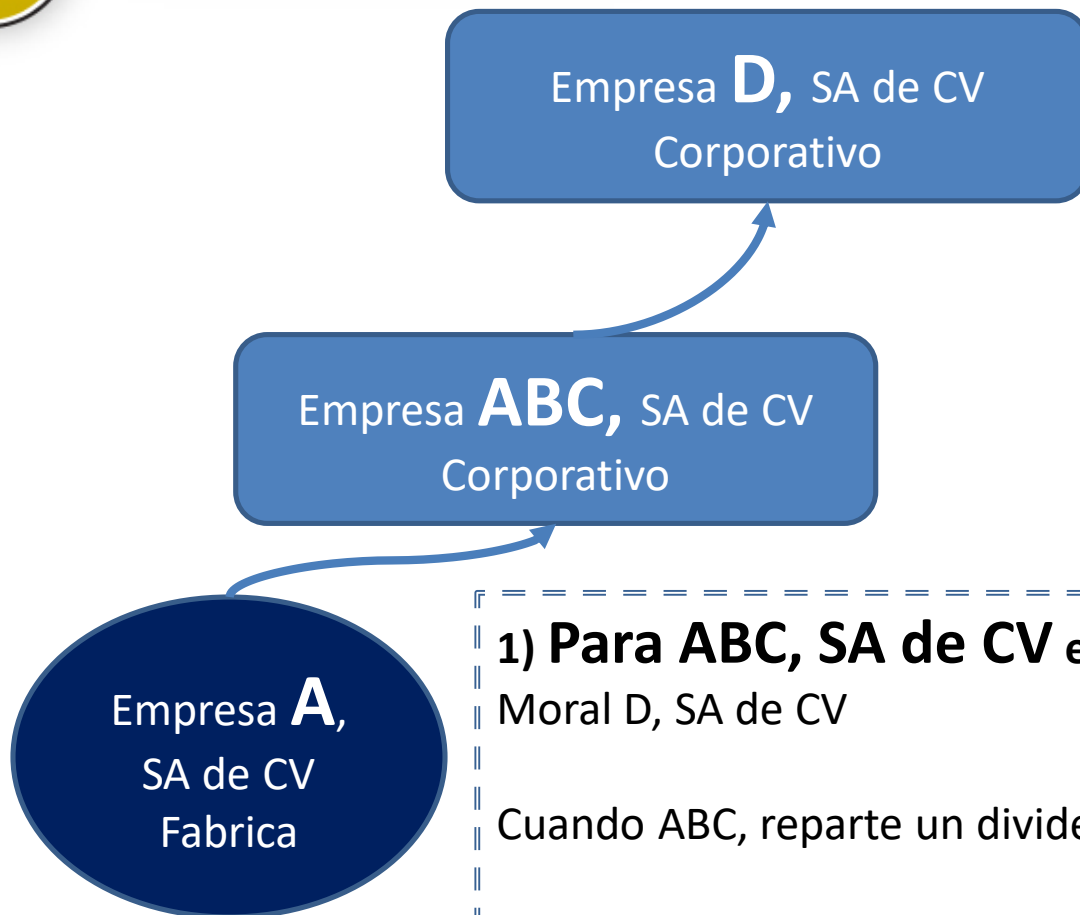 Empresa D, SA de CV
Corporativo
Empresa ABC, SA de CV
Corporativo
Empresa A,
SA de CV
Fabrica
1) Para ABC, SA de CV
Moral D, SA de CV
Cuando ABC, reparte un